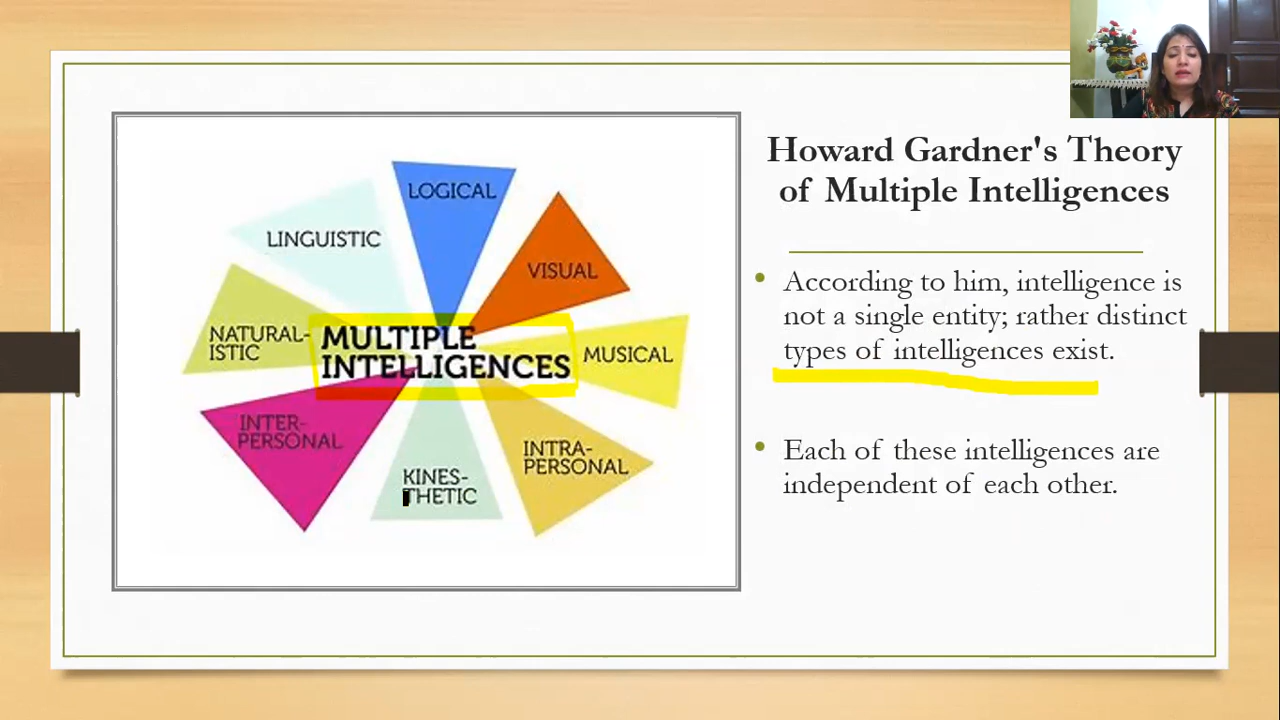 Howard Gardner's Theory
of Multiple Intelligences
According to him, intelligence is
not a single entity; rather distinct
types of intelligences exist.
Each of these intelligences are
independent of each other.
LOGICAL
LINGUISTIC
VISUAL
NATURAL-
ISTIC
MULTIPLE
INTELLIGENCES
MUSICAL
INTER-
PERSONAL
KINES-
THETIC
INTRA-
PERSONAL